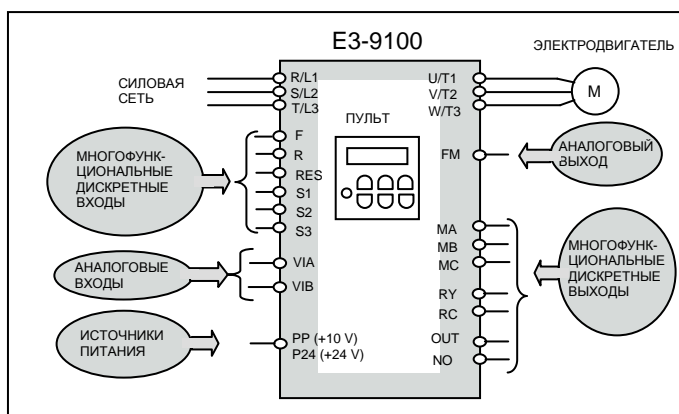 E3-9100
ЭЛЕКТРОДВИГАТЕЛЬ
СИЛОВАЯ
СЕТЬ
R/L1
S/L2
T/L3
U/T1
V/T2
W/T3
M
ПУЛЬТ
МНОГОФУНК-
ЦИОНАЛЬНЫЕ
ДИСКРЕТНЫЕ
ВХОДЫ
F
R
RES
S1
S2
S3
FM
АНАЛОГОВЫЙ
ВЫХОД
АНАЛОГОВЫЕ
ВХОДЫ
VIA
VIB
MA
MB
MC
RY
RC
OUT
NO
МНОГОФУНК-
ЦИОНАЛЬНЫЕ
ДИСКРЕТНЫЕ
ВЫХОДЫ
ИСТОЧНИКИ
ПИТАНИЯ
PP (+10 V)
P24 (+24 V)